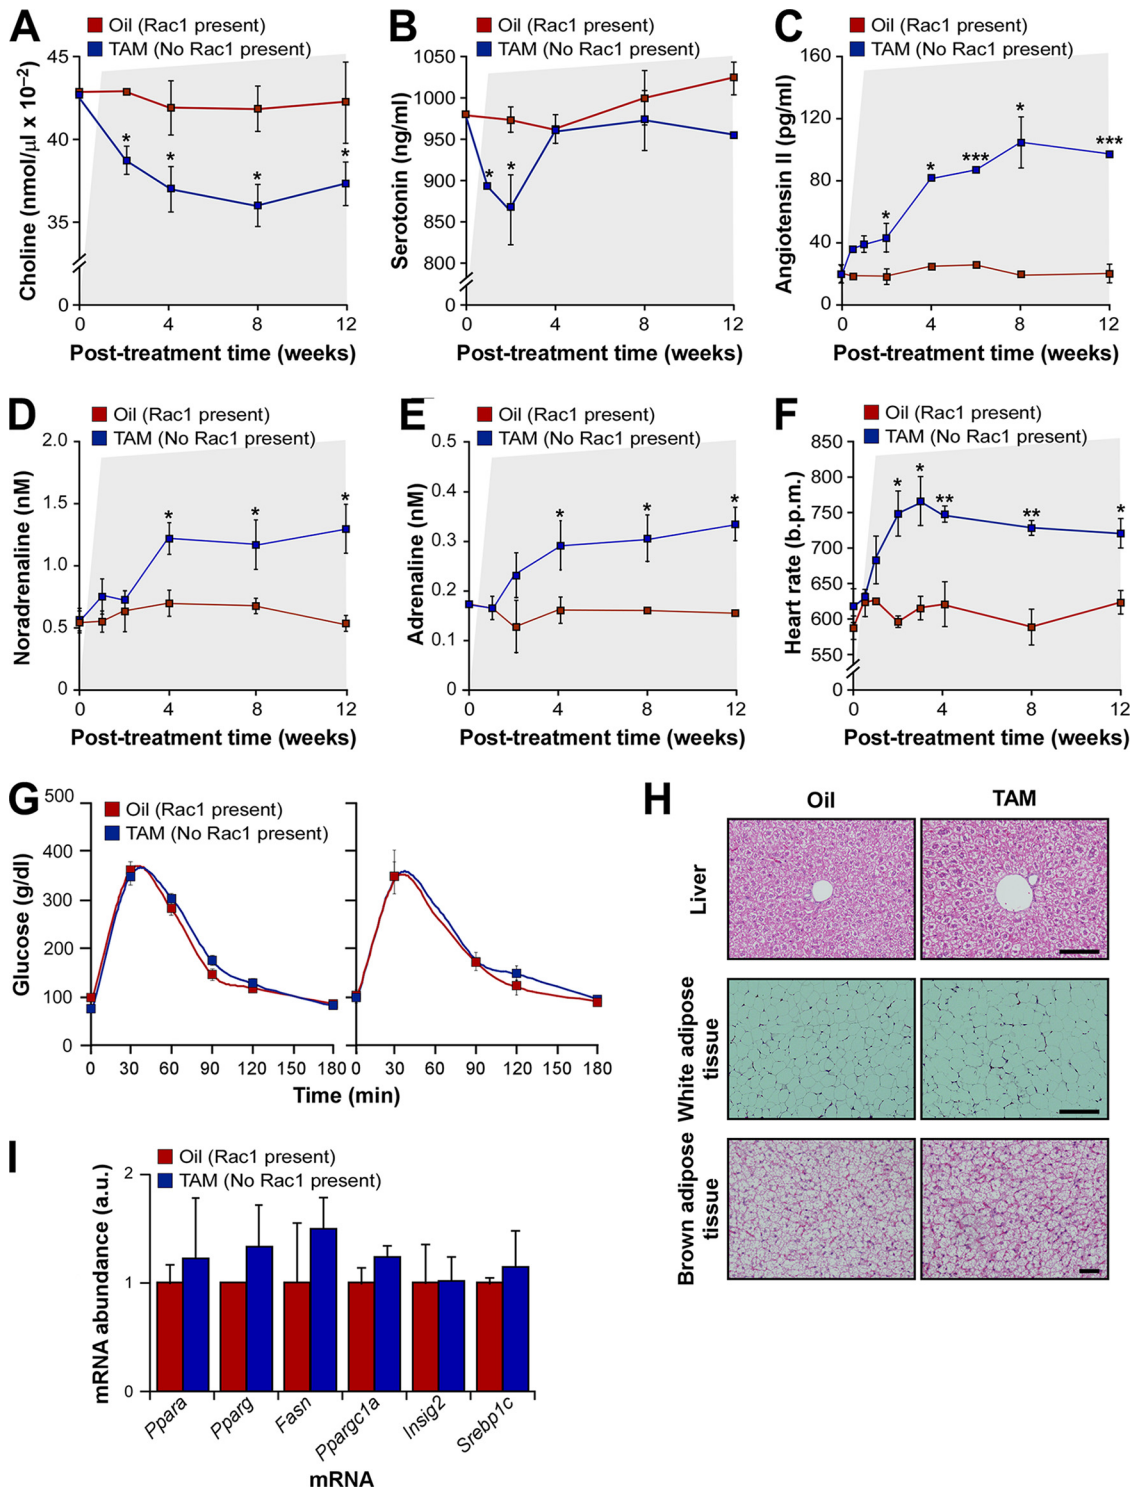 A
Oil (Rac1 present)
TAM (No Rac1 present)
Choline (nmol/µl x 10⁻²)
45
40
35
0
0 4 8 12
* * * *
Post-treatment time (weeks)
B
Oil (Rac1 present)
TAM (No Rac1 present)
Serotonin (ng/ml)
1050
1000
950
900
850
800
0
0 4 8 12
* *
Post-treatment time (weeks)
C
Oil (Rac1 present)
TAM (No Rac1 present)
Angiotensin II (pg/ml)
160
120
80
40
0
0 4 8 12
* * *** * ***
Post-treatment time (weeks)
D
Oil (Rac1 present)
TAM (No Rac1 present)
Noradrenaline (nM)
2.0
1.5
1.0
0.5
0
0 4 8 12
* * *
Post-treatment time (weeks)
E
Oil (Rac1 present)
TAM (No Rac1 present)
Adrenaline (nM)
0.5
0.4
0.3
0.2
0.1
0
0 4 8 12
* * *
Post-treatment time (weeks)
F
Oil (Rac1 present)
TAM (No Rac1 present)
Heart rate (b.p.m.)
850
800
750
700
650
600
550
0
0 4 8 12
* * ** ** *
Post-treatment time (weeks)
G
Oil (Rac1 present)
TAM (No Rac1 present)
Glucose (g/dl)
500
400
300
200
100
0
0 30 60 90 120 150 180
0 30 60 90 120 150 180
Time (min)
H
Oil
TAM
Liver
White adipose
tissue
Brown adipose
tissue
I
Oil (Rac1 present)
TAM (No Rac1 present)
mRNA abundance (a.u.)
2
1
0
Ppara
Pparg
Fasn
Ppargc1a
Insig2
Srebp1c
mRNA